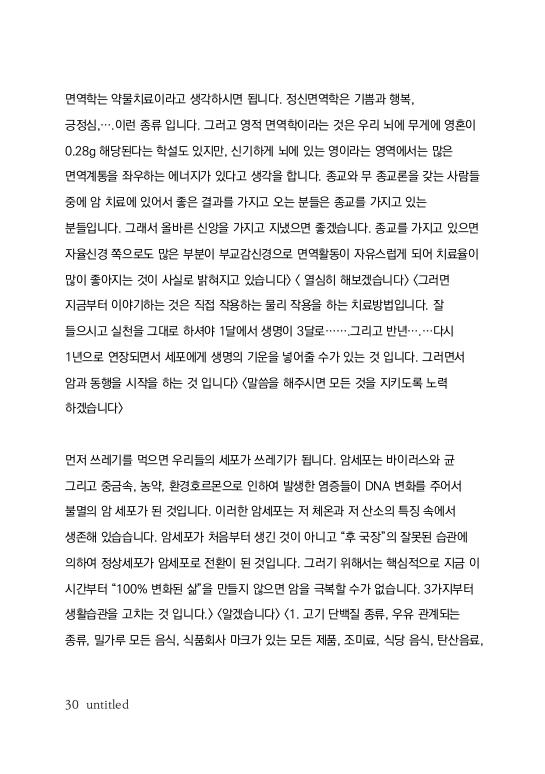 면역학는 약물치료이라고 생각하시면 됩니다. 정신면역학은 기쁨과 행복,
긍정심,….이런 종류 입니다. 그러고 영적 면역학이라는 것은 우리 뇌에 무게에 영혼이
0.28g 해당된다는 학설도 있지만, 신기하게 뇌에 있는 영이라는 영역에서는 많은
면역계통을 좌우하는 에너지가 있다고 생각을 합니다. 종교와 무 종교론을 갖는 사람들
중에 암 치료에 있어서 좋은 결과를 가지고 오는 분들은 종교를 가지고 있는
분들입니다. 그래서 올바른 신앙을 가지고 지냈으면 좋겠습니다. 종교를 가지고 있으면
자율신경 쪽으로도 많은 부분이 부교감신경으로 면역활동이 자유스럽게 되어 치료율이
많이 좋아지는 것이 사실로 밝혀지고 있습니다〉 〈 열심히 해보겠습니다〉 〈그러면
지금부터 이야기하는 것은 직접 작용하는 물리 작용을 하는 치료방법입니다. 잘
들으시고 실천을 그대로 하셔야 1달에서 생명이 3달로…….그리고 반년….…다시
1년으로 연장되면서 세포에게 생명의 기운을 넣어줄 수가 있는 것 입니다. 그러면서
암과 동행을 시작을 하는 것 입니다〉 〈말씀을 해주시면 모든 것을 지키도록 노력
하겠습니다〉
먼저 쓰레기를 먹으면 우리들의 세포가 쓰레기가 됩니다. 암세포는 바이러스와 균
그리고 중금속, 농약, 환경호르몬으로 인하여 발생한 염증들이 DNA 변화를 주어서
불멸의 암 세포가 된 것입니다. 이러한 암세포는 저 체온과 저 산소의 특징 속에서
생존해 있습습니다. 암세포가 처음부터 생긴 것이 아니고 “후 국장”의 잘못된 습관에
의하여 정상세포가 암세포로 전환이 된 것입니다. 그러기 위해서는 핵심적으로 지금 이
시간부터 “100% 변화된 삶”을 만들지 않으면 암을 극복할 수가 없습니다. 3가지부터
생활습관을 고치는 것 입니다.〉 〈알겠습니다〉 〈1. 고기 단백질 종류, 우유 관계되는
종류, 밀가루 모든 음식, 식품회사 마크가 있는 모든 제품, 조미료, 식당 음식, 탄산음료,
30 untitled